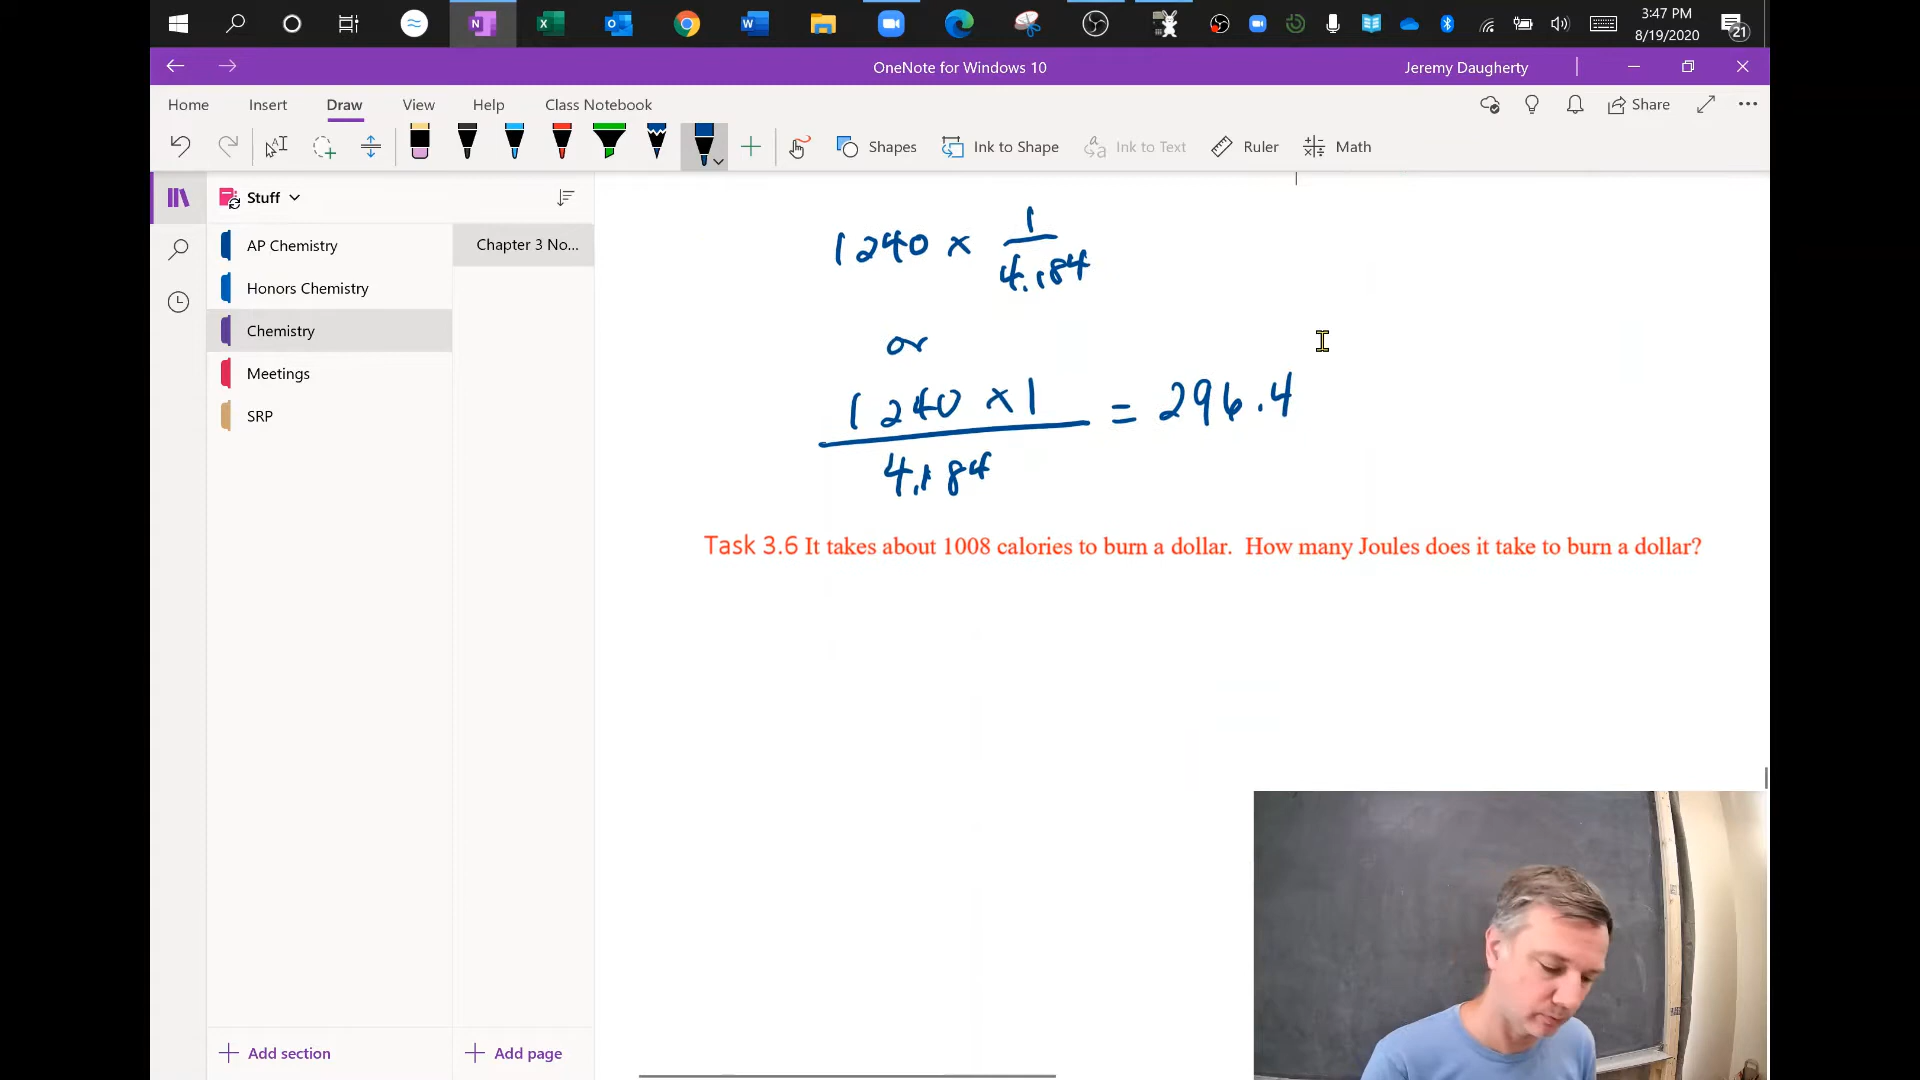 3:47 PM
8/19/2020
21
OneNote for Windows 10
Jeremy Daugherty
Home Insert Draw View Help Class Notebook
Share
Shapes Ink to Shape Ink to Text Ruler Math
Stuff
AP Chemistry
Honors Chemistry
Chemistry
Meetings
SRP
Chapter 3 No...
1240 × 1
4.184
or
1240 × 1 = 296.4
4.184
Task 3.6 It takes about 1008 calories to burn a dollar. How many Joules does it take to burn a dollar?
Add section
Add page